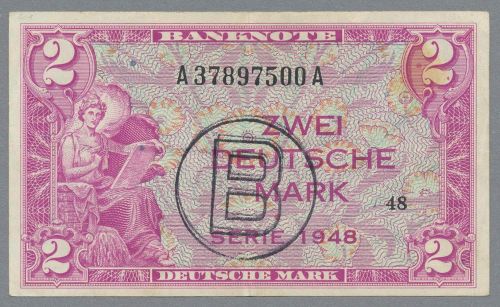 2 BANKNOTE 2
A37897500A
ZWEI
DEUTSCHE
MARK
B
48
SERIE 1948
2 DEUTSCHE MARK 2